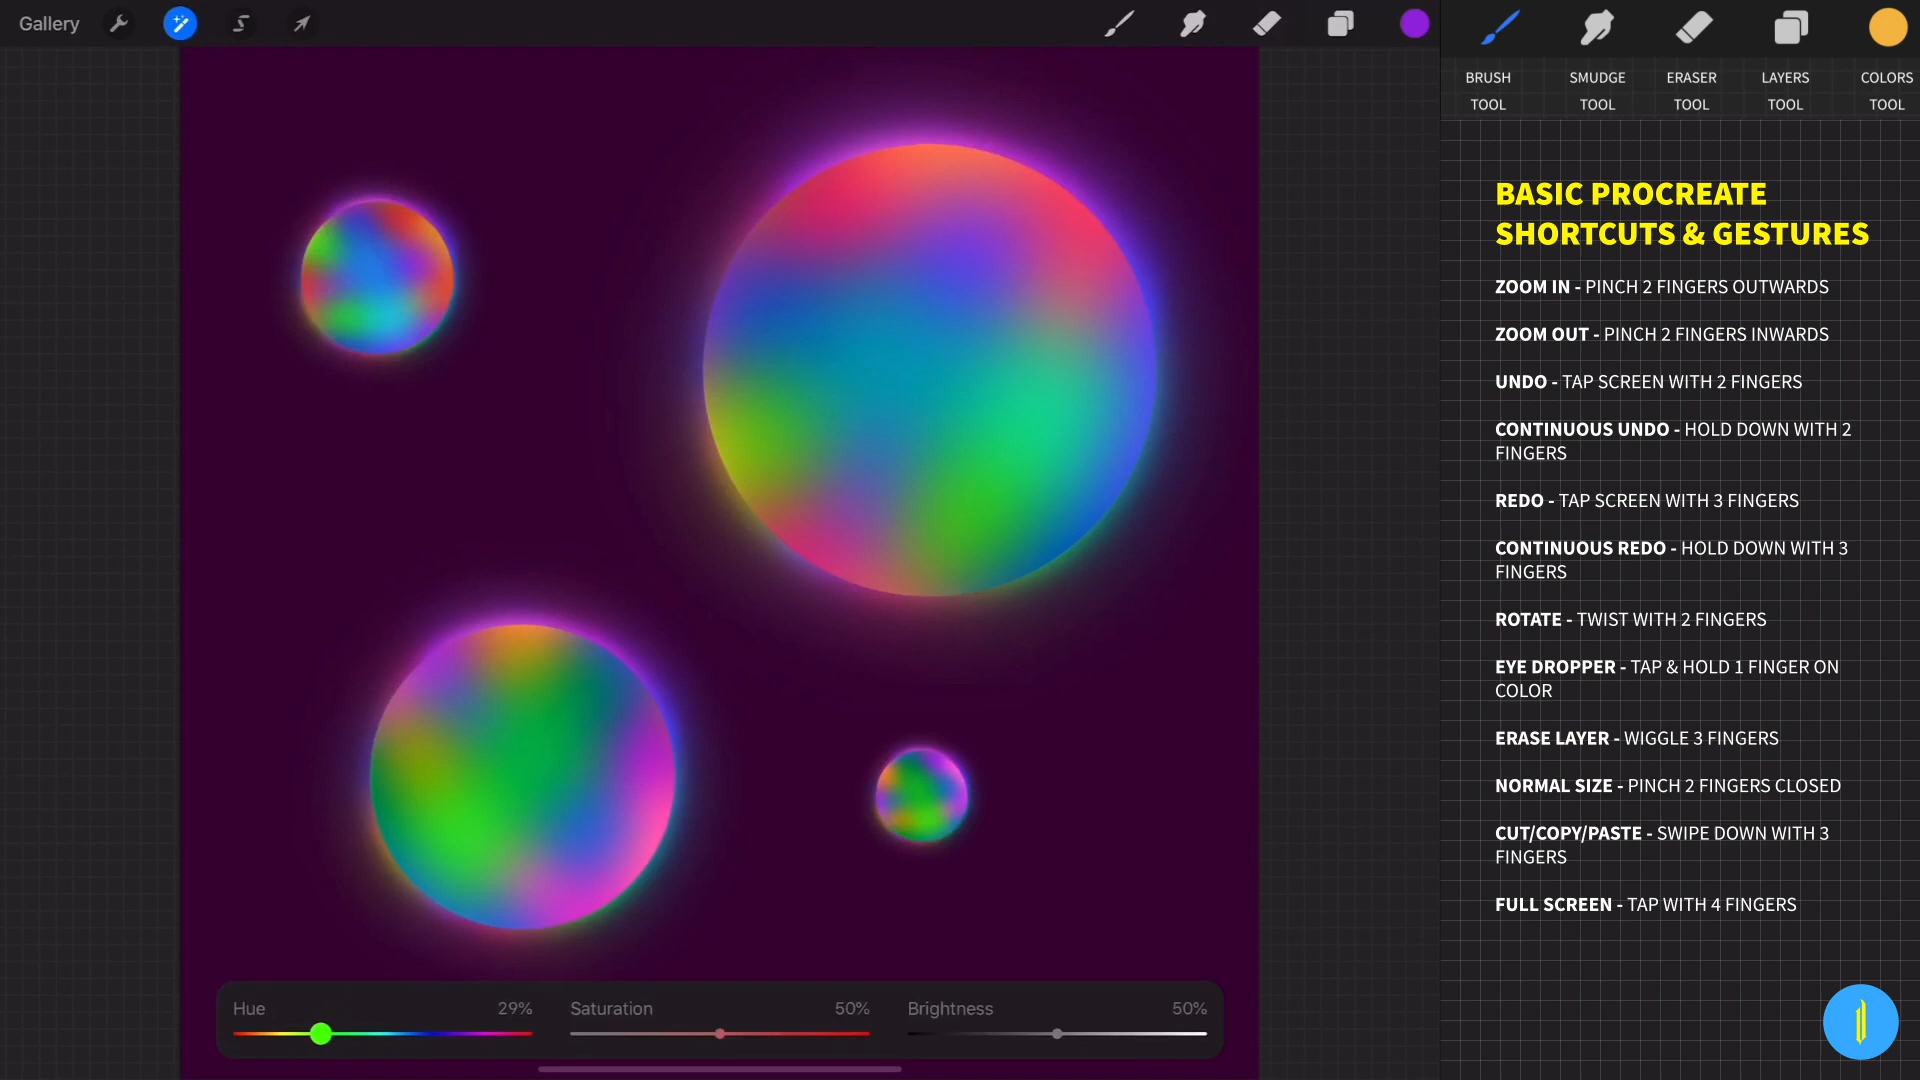 Gallery
BRUSH TOOL
SMUDGE TOOL
ERASER TOOL
LAYERS TOOL
COLORS TOOL
BASIC PROCREATE
SHORTCUTS & GESTURES
ZOOM IN - PINCH 2 FINGERS OUTWARDS
ZOOM OUT - PINCH 2 FINGERS INWARDS
UNDO - TAP SCREEN WITH 2 FINGERS
CONTINUOUS UNDO - HOLD DOWN WITH 2
FINGERS
REDO - TAP SCREEN WITH 3 FINGERS
CONTINUOUS REDO - HOLD DOWN WITH 3
FINGERS
ROTATE - TWIST WITH 2 FINGERS
EYE DROPPER - TAP & HOLD 1 FINGER ON
COLOR
ERASE LAYER - WIGGLE 3 FINGERS
NORMAL SIZE - PINCH 2 FINGERS CLOSED
CUT/COPY/PASTE - SWIPE DOWN WITH 3
FINGERS
FULL SCREEN - TAP WITH 4 FINGERS
Hue 29% Saturation 50% Brightness 50%